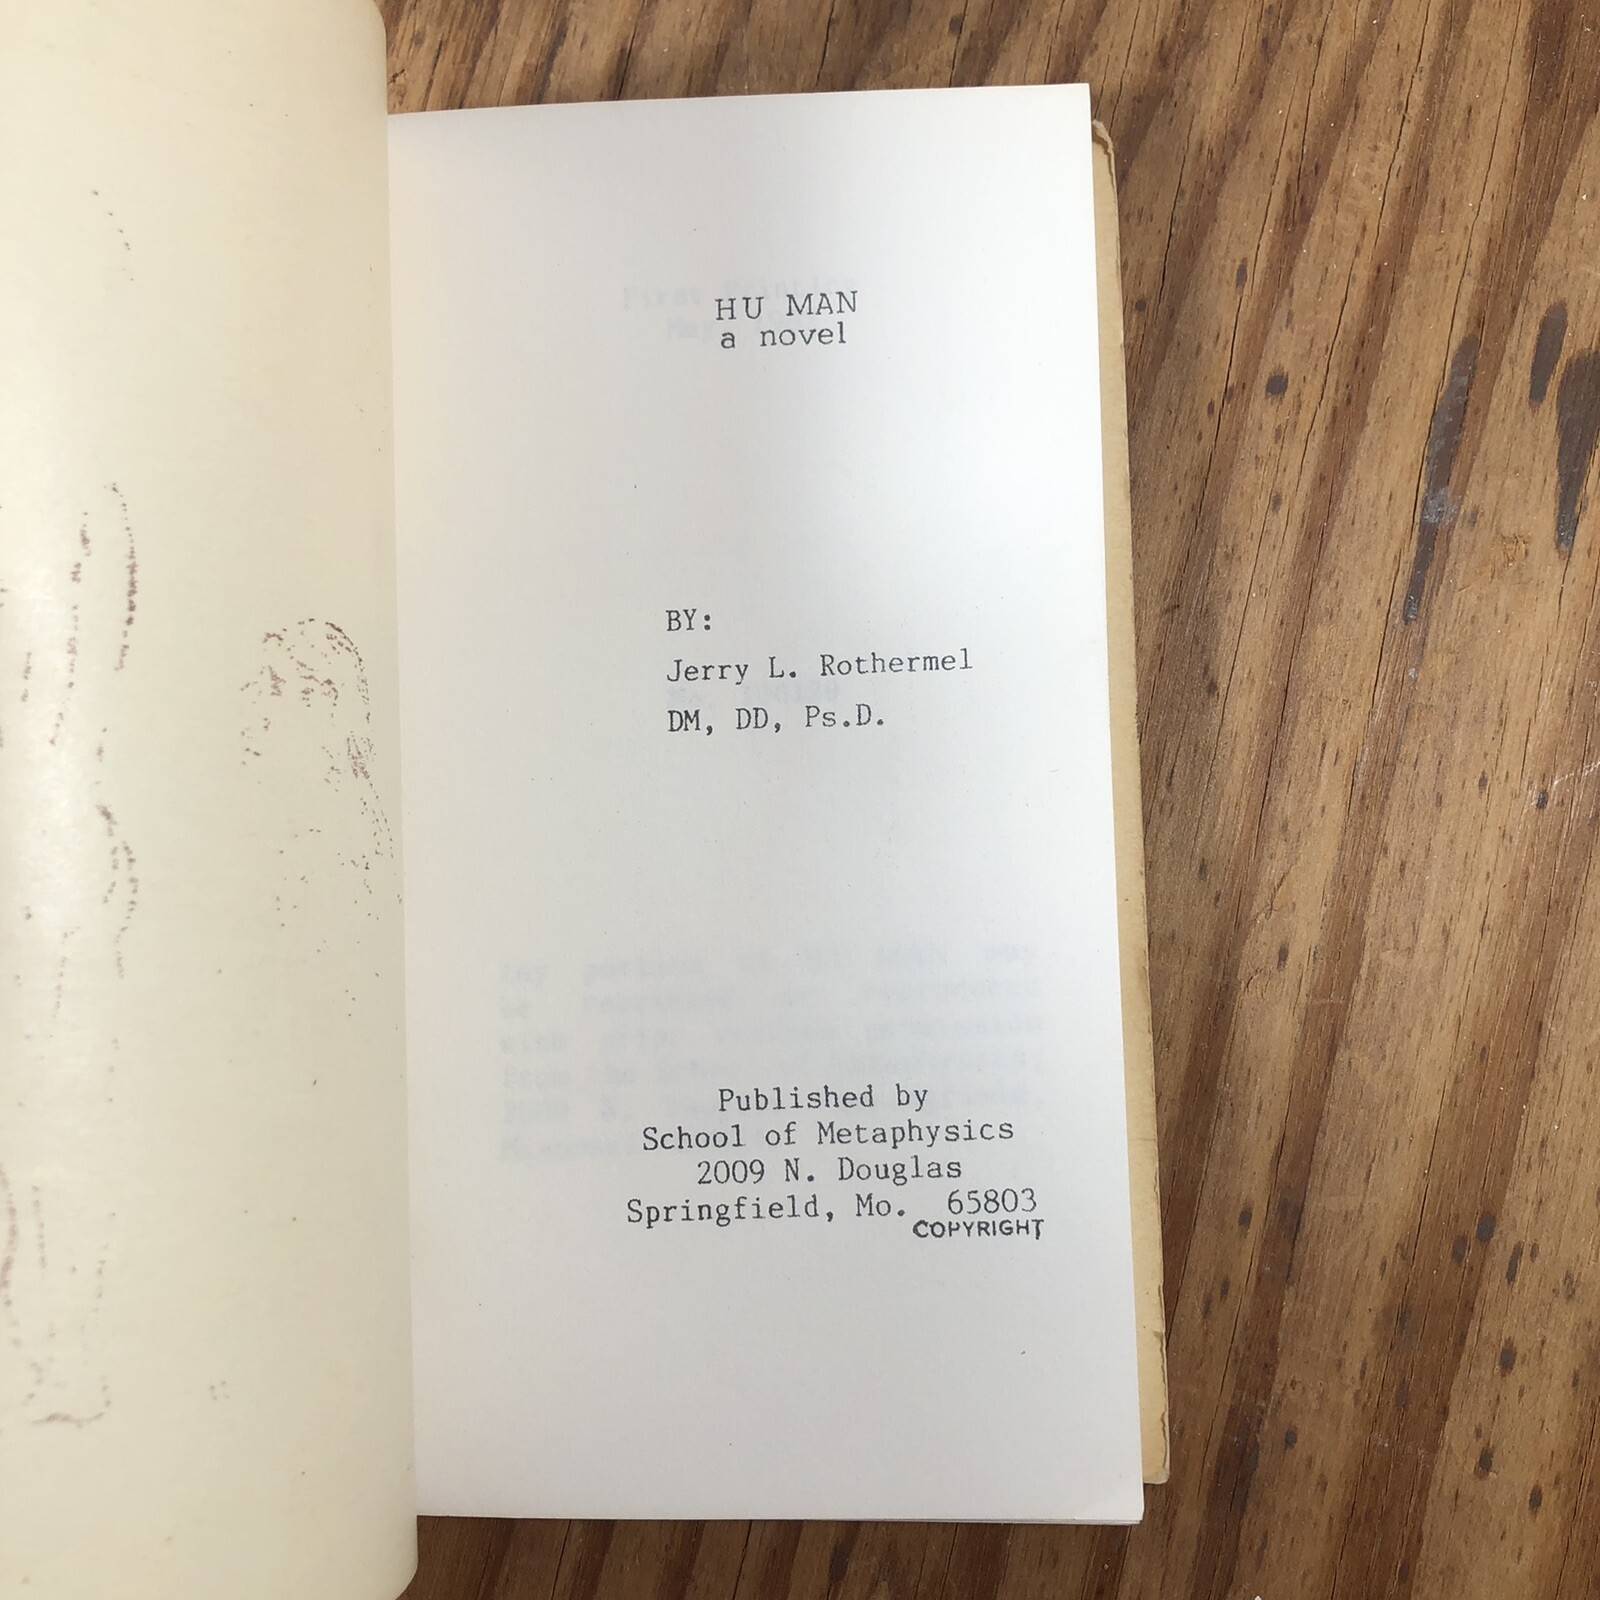 HU MAN
a novel
BY:
Jerry L. Rothermel
DM, DD, Ps.D.
Published by
School of Metaphysics
2009 N. Douglas
Springfield, Mo. 65803
COPYRIGHT